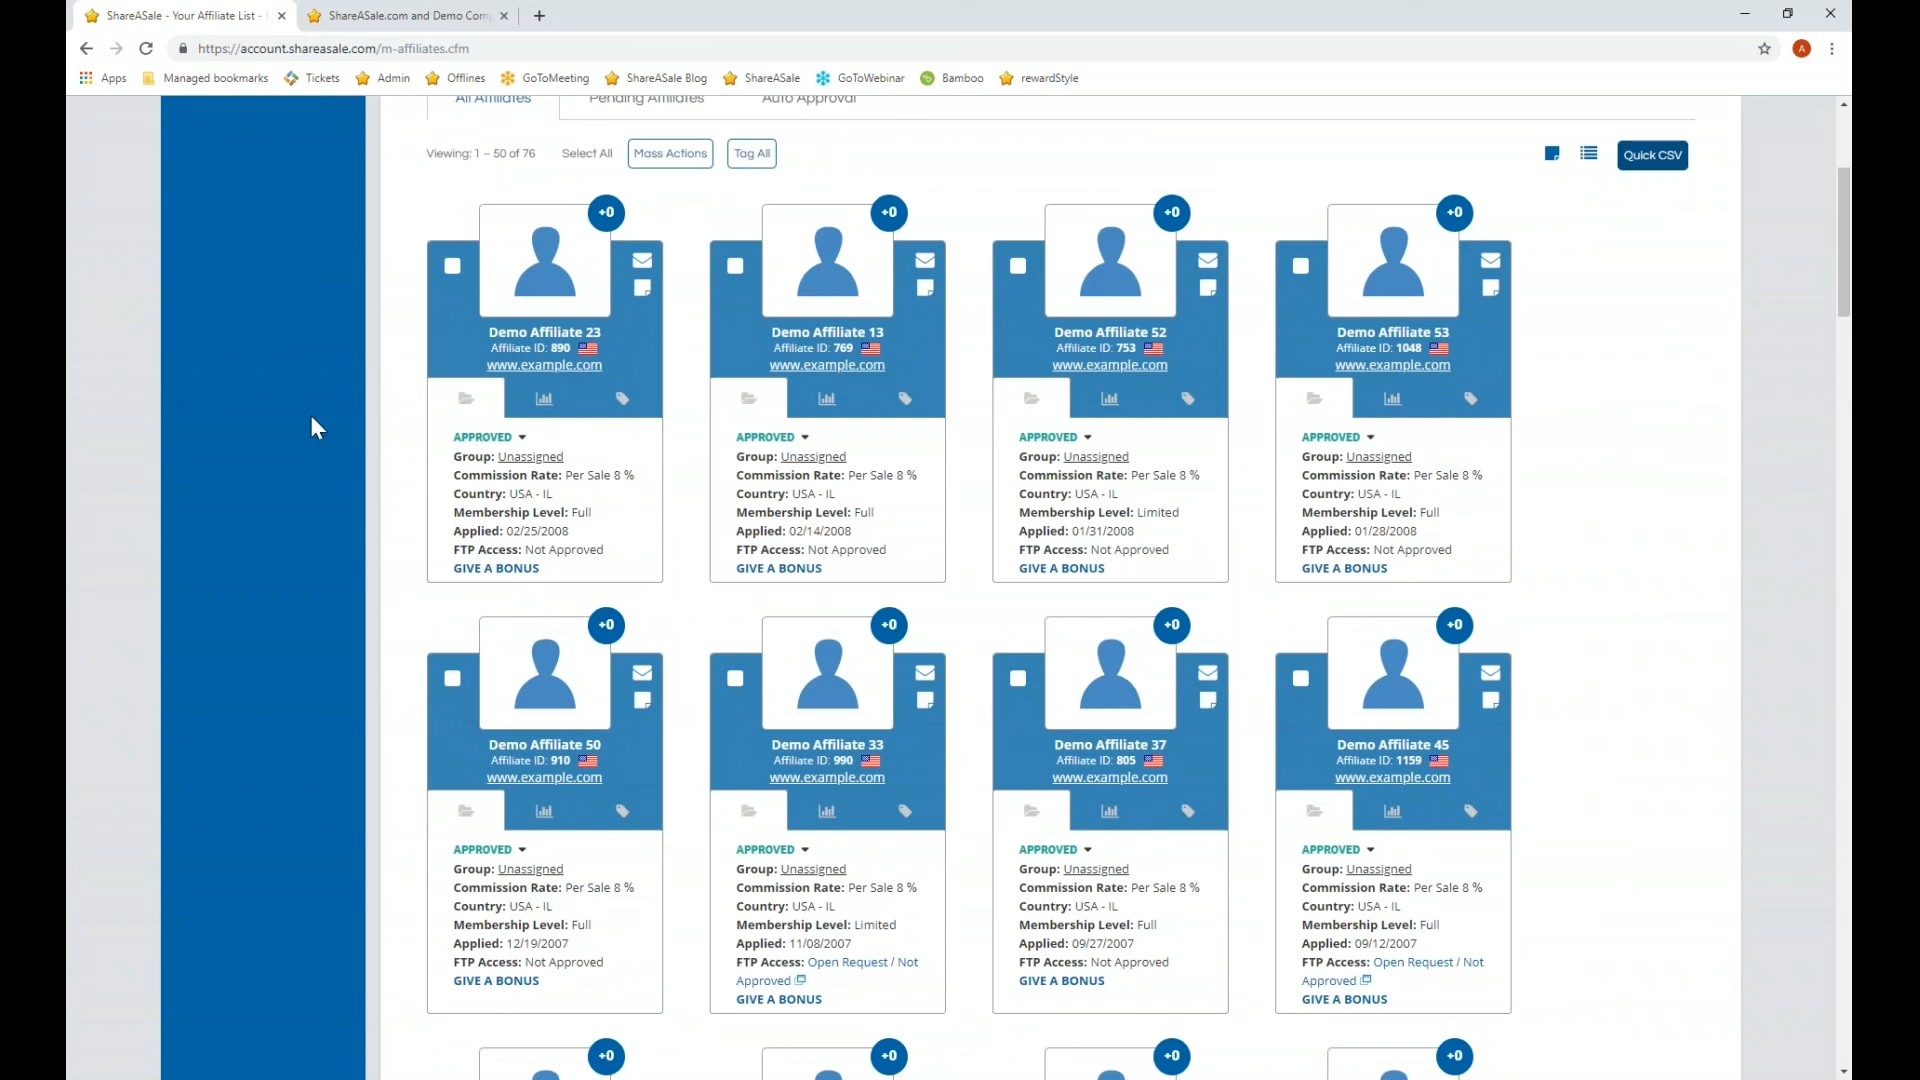 ShareASale - Your Affiliate List -
ShareASale.com and Demo Com
https://account.shareasale.com/m-affiliates.cfm
A
Apps Managed bookmarks Tickets Admin Offlines GoToMeeting ShareASale Blog ShareASale GoToWebinar Bamboo rewardStyle
All Affiliates Pending Affiliates Auto Approval
Viewing: 1 – 50 of 76 Select All Mass Actions Tag All Quick CSV
+0
Demo Affiliate 23
Affiliate ID: 890
www.example.com
APPROVED
Group: Unassigned
Commission Rate: Per Sale 8 %
Country: USA - IL
Membership Level: Full
Applied: 02/25/2008
FTP Access: Not Approved
GIVE A BONUS
+0
Demo Affiliate 13
Affiliate ID: 769
www.example.com
APPROVED
Group: Unassigned
Commission Rate: Per Sale 8 %
Country: USA - IL
Membership Level: Full
Applied: 02/14/2008
FTP Access: Not Approved
GIVE A BONUS
+0
Demo Affiliate 52
Affiliate ID: 753
www.example.com
APPROVED
Group: Unassigned
Commission Rate: Per Sale 8 %
Country: USA - IL
Membership Level: Limited
Applied: 01/31/2008
FTP Access: Not Approved
GIVE A BONUS
+0
Demo Affiliate 53
Affiliate ID: 1048
www.example.com
APPROVED
Group: Unassigned
Commission Rate: Per Sale 8 %
Country: USA - IL
Membership Level: Full
Applied: 01/28/2008
FTP Access: Not Approved
GIVE A BONUS
+0
Demo Affiliate 50
Affiliate ID: 910
www.example.com
APPROVED
Group: Unassigned
Commission Rate: Per Sale 8 %
Country: USA - IL
Membership Level: Full
Applied: 12/19/2007
FTP Access: Not Approved
GIVE A BONUS
+0
Demo Affiliate 33
Affiliate ID: 990
www.example.com
APPROVED
Group: Unassigned
Commission Rate: Per Sale 8 %
Country: USA - IL
Membership Level: Limited
Applied: 11/08/2007
FTP Access: Open Request / Not
Approved
GIVE A BONUS
+0
Demo Affiliate 37
Affiliate ID: 805
www.example.com
APPROVED
Group: Unassigned
Commission Rate: Per Sale 8 %
Country: USA - IL
Membership Level: Full
Applied: 09/27/2007
FTP Access: Not Approved
GIVE A BONUS
+0
Demo Affiliate 45
Affiliate ID: 1159
www.example.com
APPROVED
Group: Unassigned
Commission Rate: Per Sale 8 %
Country: USA - IL
Membership Level: Full
Applied: 09/12/2007
FTP Access: Open Request / Not
Approved
GIVE A BONUS
+0
+0
+0
+0